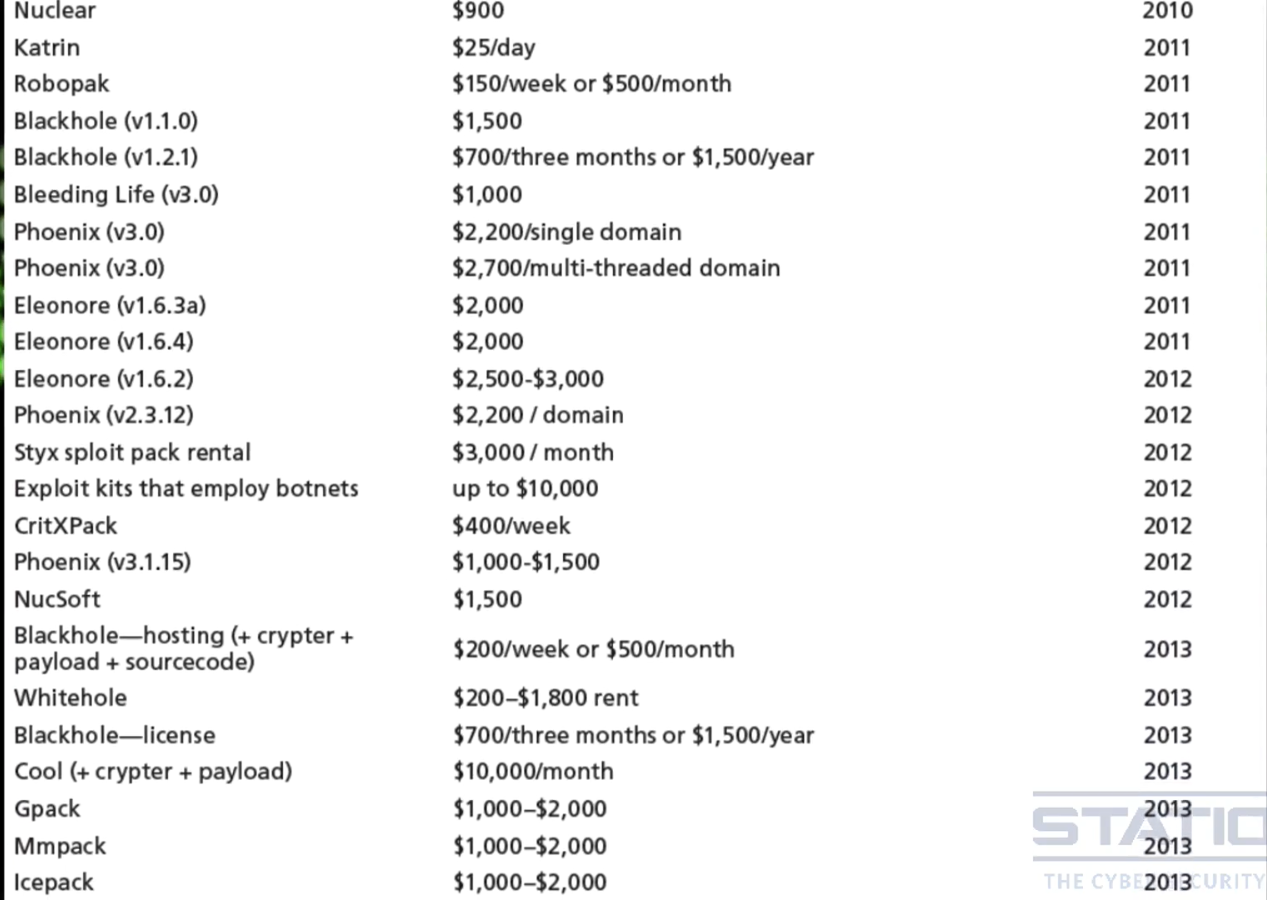 Nuclear $900 2010
Katrin $25/day 2011
Robopak $150/week or $500/month 2011
Blackhole (v1.1.0) $1,500 2011
Blackhole (v1.2.1) $700/three months or $1,500/year 2011
Bleeding Life (v3.0) $1,000 2011
Phoenix (v3.0) $2,200/single domain 2011
Phoenix (v3.0) $2,700/multi-threaded domain 2011
Eleonore (v1.6.3a) $2,000 2011
Eleonore (v1.6.4) $2,000 2011
Eleonore (v1.6.2) $2,500-$3,000 2012
Phoenix (v2.3.12) $2,200 / domain 2012
Styx sploit pack rental $3,000 / month 2012
Exploit kits that employ botnets up to $10,000 2012
CritXPack $400/week 2012
Phoenix (v3.1.15) $1,000-$1,500 2012
NucSoft $1,500 2012
Blackhole—hosting (+ crypter +
payload + sourcecode) $200/week or $500/month 2013
Whitehole $200–$1,800 rent 2013
Blackhole—license $700/three months or $1,500/year 2013
Cool (+ crypter + payload) $10,000/month 2013
Gpack $1,000–$2,000 2013
Mmpack $1,000–$2,000 2013
Icepack $1,000–$2,000 2013
STATIO
THE CYBER SECURITY